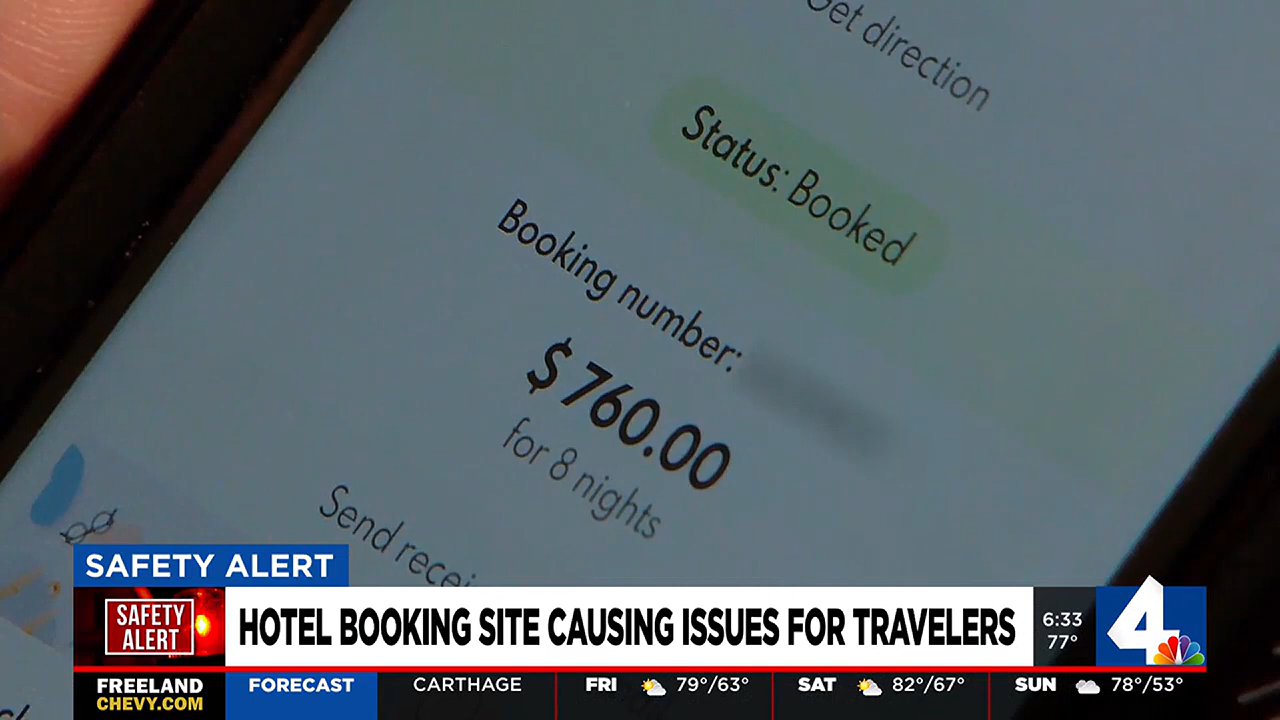 Get direction
Status: Booked
Booking number:
$ 760.00
for 8 nights
Send recei
SAFETY ALERT
SAFETY
ALERT
HOTEL BOOKING SITE CAUSING ISSUES FOR TRAVELERS
6:33
77°
4
FREELAND
CHEVY.COM
FORECAST
CARTHAGE
FRI 79°/63°
SAT 82°/67°
SUN 78°/53°